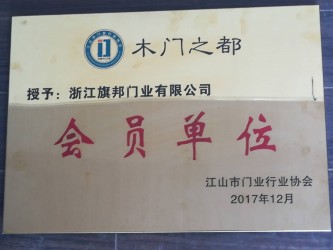 木门之都
授予：浙江旗邦门业有限公司
会员单位
江山市门业行业协会
2017年12月